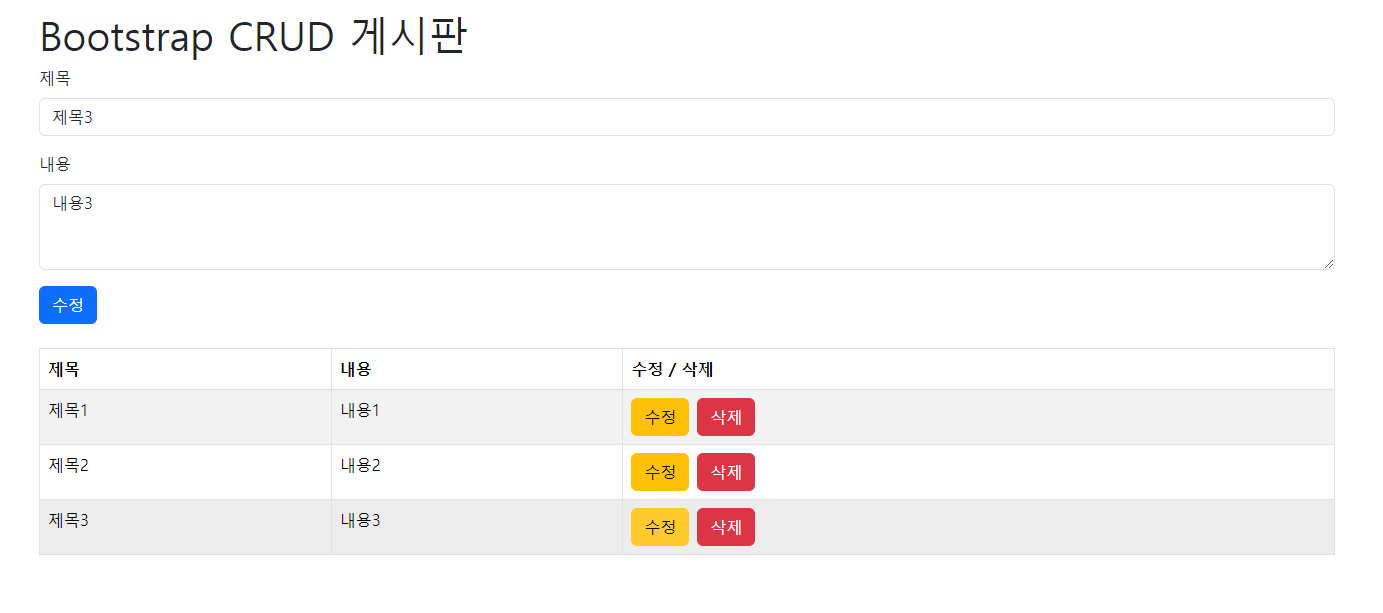 Bootstrap CRUD 게시판
제목
제목3
내용
내용3
수정
제목 내용 수정 / 삭제
제목1 내용1 수정 삭제
제목2 내용2 수정 삭제
제목3 내용3 수정 삭제